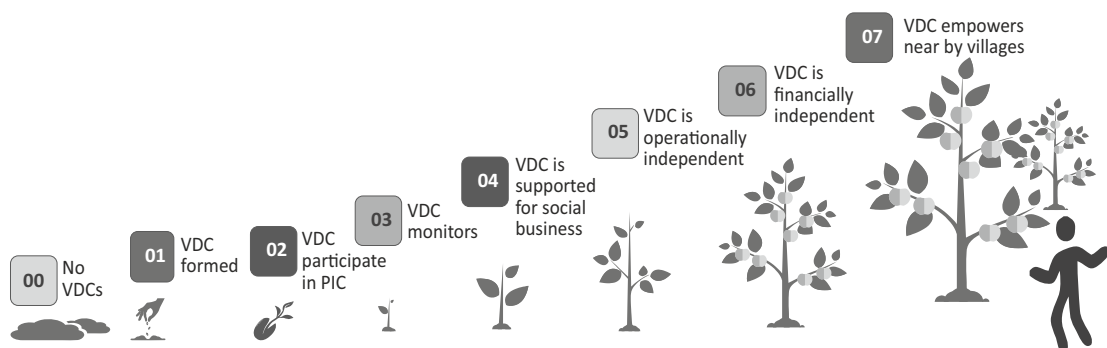 00
No
VDCs
01
VDC
formed
02
VDC
participate
in PIC
03
VDC
monitors
04
VDC is
supported
for social
business
05
VDC is
operationally
independent
06
VDC is
financially
independent
07
VDC empowers
near by villages